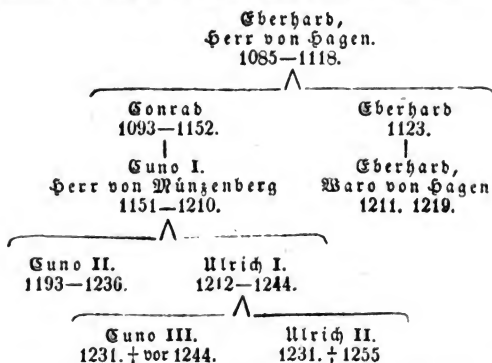 Eberhard,
Herr von Hagen.
1085—1118.
Conrad Eberhard
1093—1152. 1123.
Cuno I. Eberhard,
Herr von Münzenberg Waro von Hagen
1151—1210. 1211. 1219.
Cuno II. Ulrich I.
1193—1236. 1212—1244.
Cuno III. Ulrich II.
1231. † vor 1244. 1231. † 1255